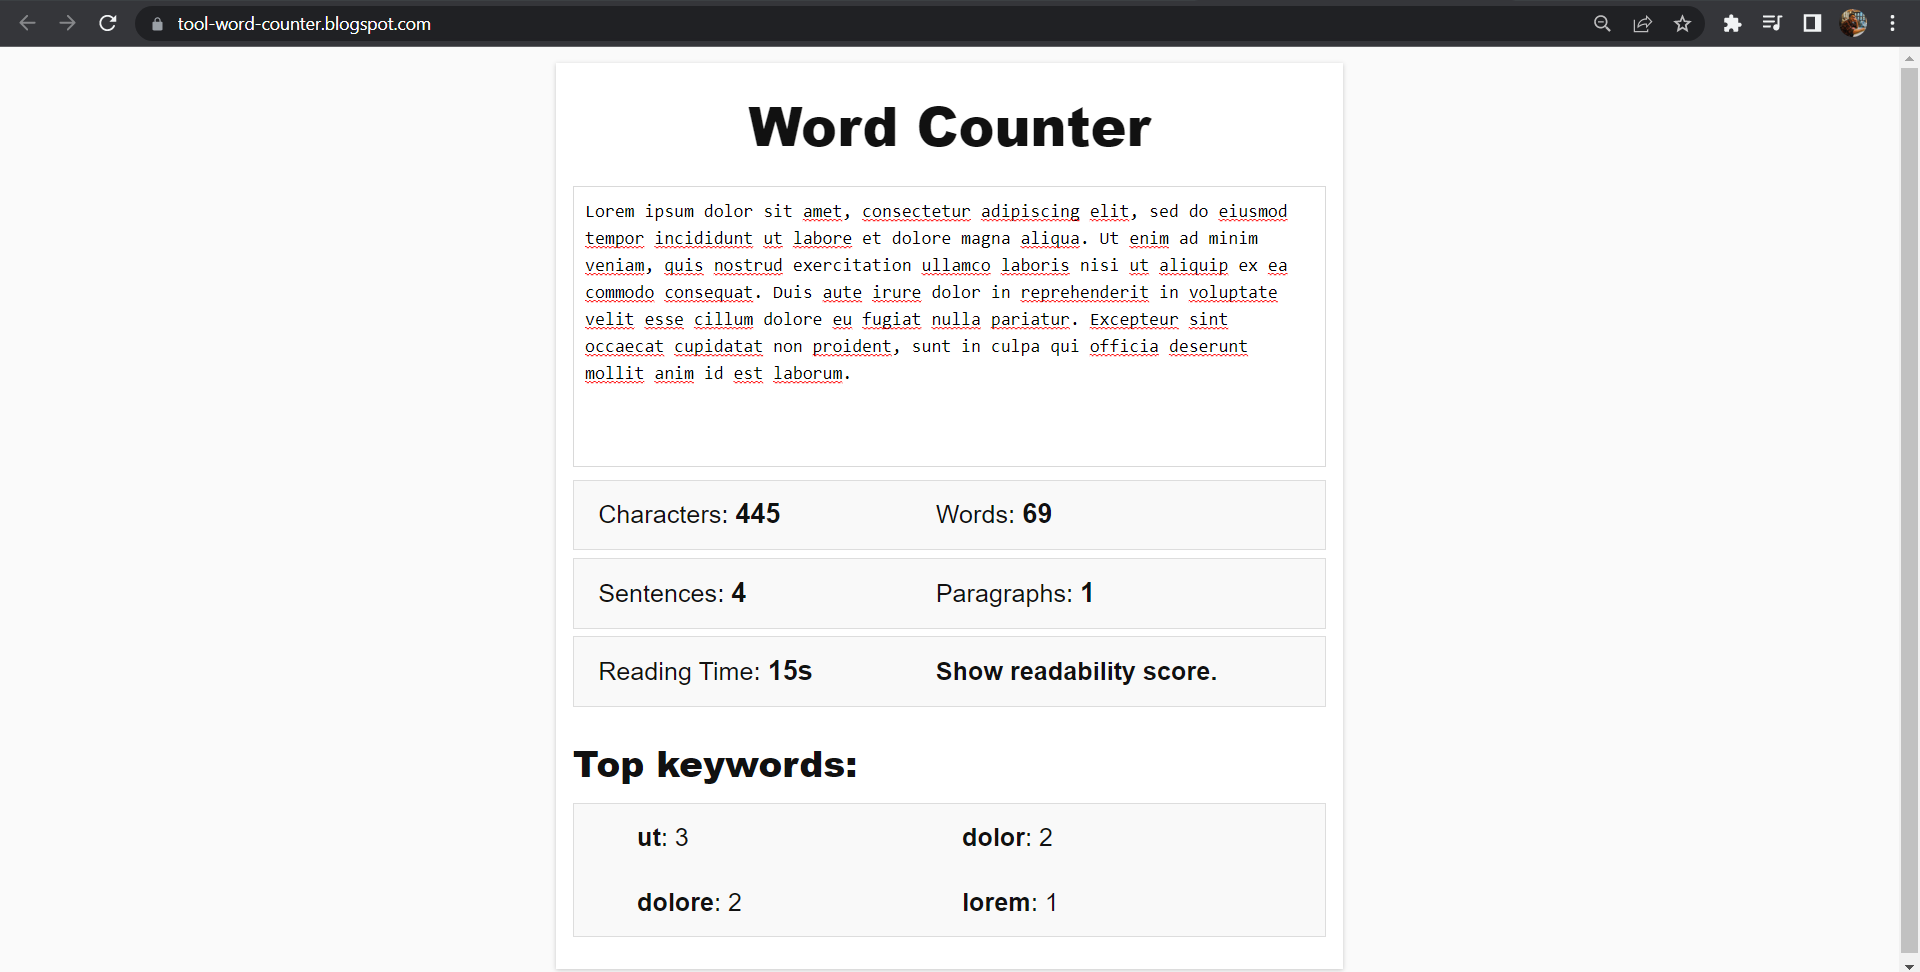 tool-word-counter.blogspot.com
Word Counter
Lorem ipsum dolor sit amet, consectetur adipiscing elit, sed do eiusmod
tempor incididunt ut labore et dolore magna aliqua. Ut enim ad minim
veniam, quis nostrud exercitation ullamco laboris nisi ut aliquip ex ea
commodo consequat. Duis aute irure dolor in reprehenderit in voluptate
velit esse cillum dolore eu fugiat nulla pariatur. Excepteur sint
occaecat cupidatat non proident, sunt in culpa qui officia deserunt
mollit anim id est laborum.
Characters: 445 Words: 69
Sentences: 4 Paragraphs: 1
Reading Time: 15s Show readability score.
Top keywords:
ut: 3 dolor: 2
dolore: 2 lorem: 1